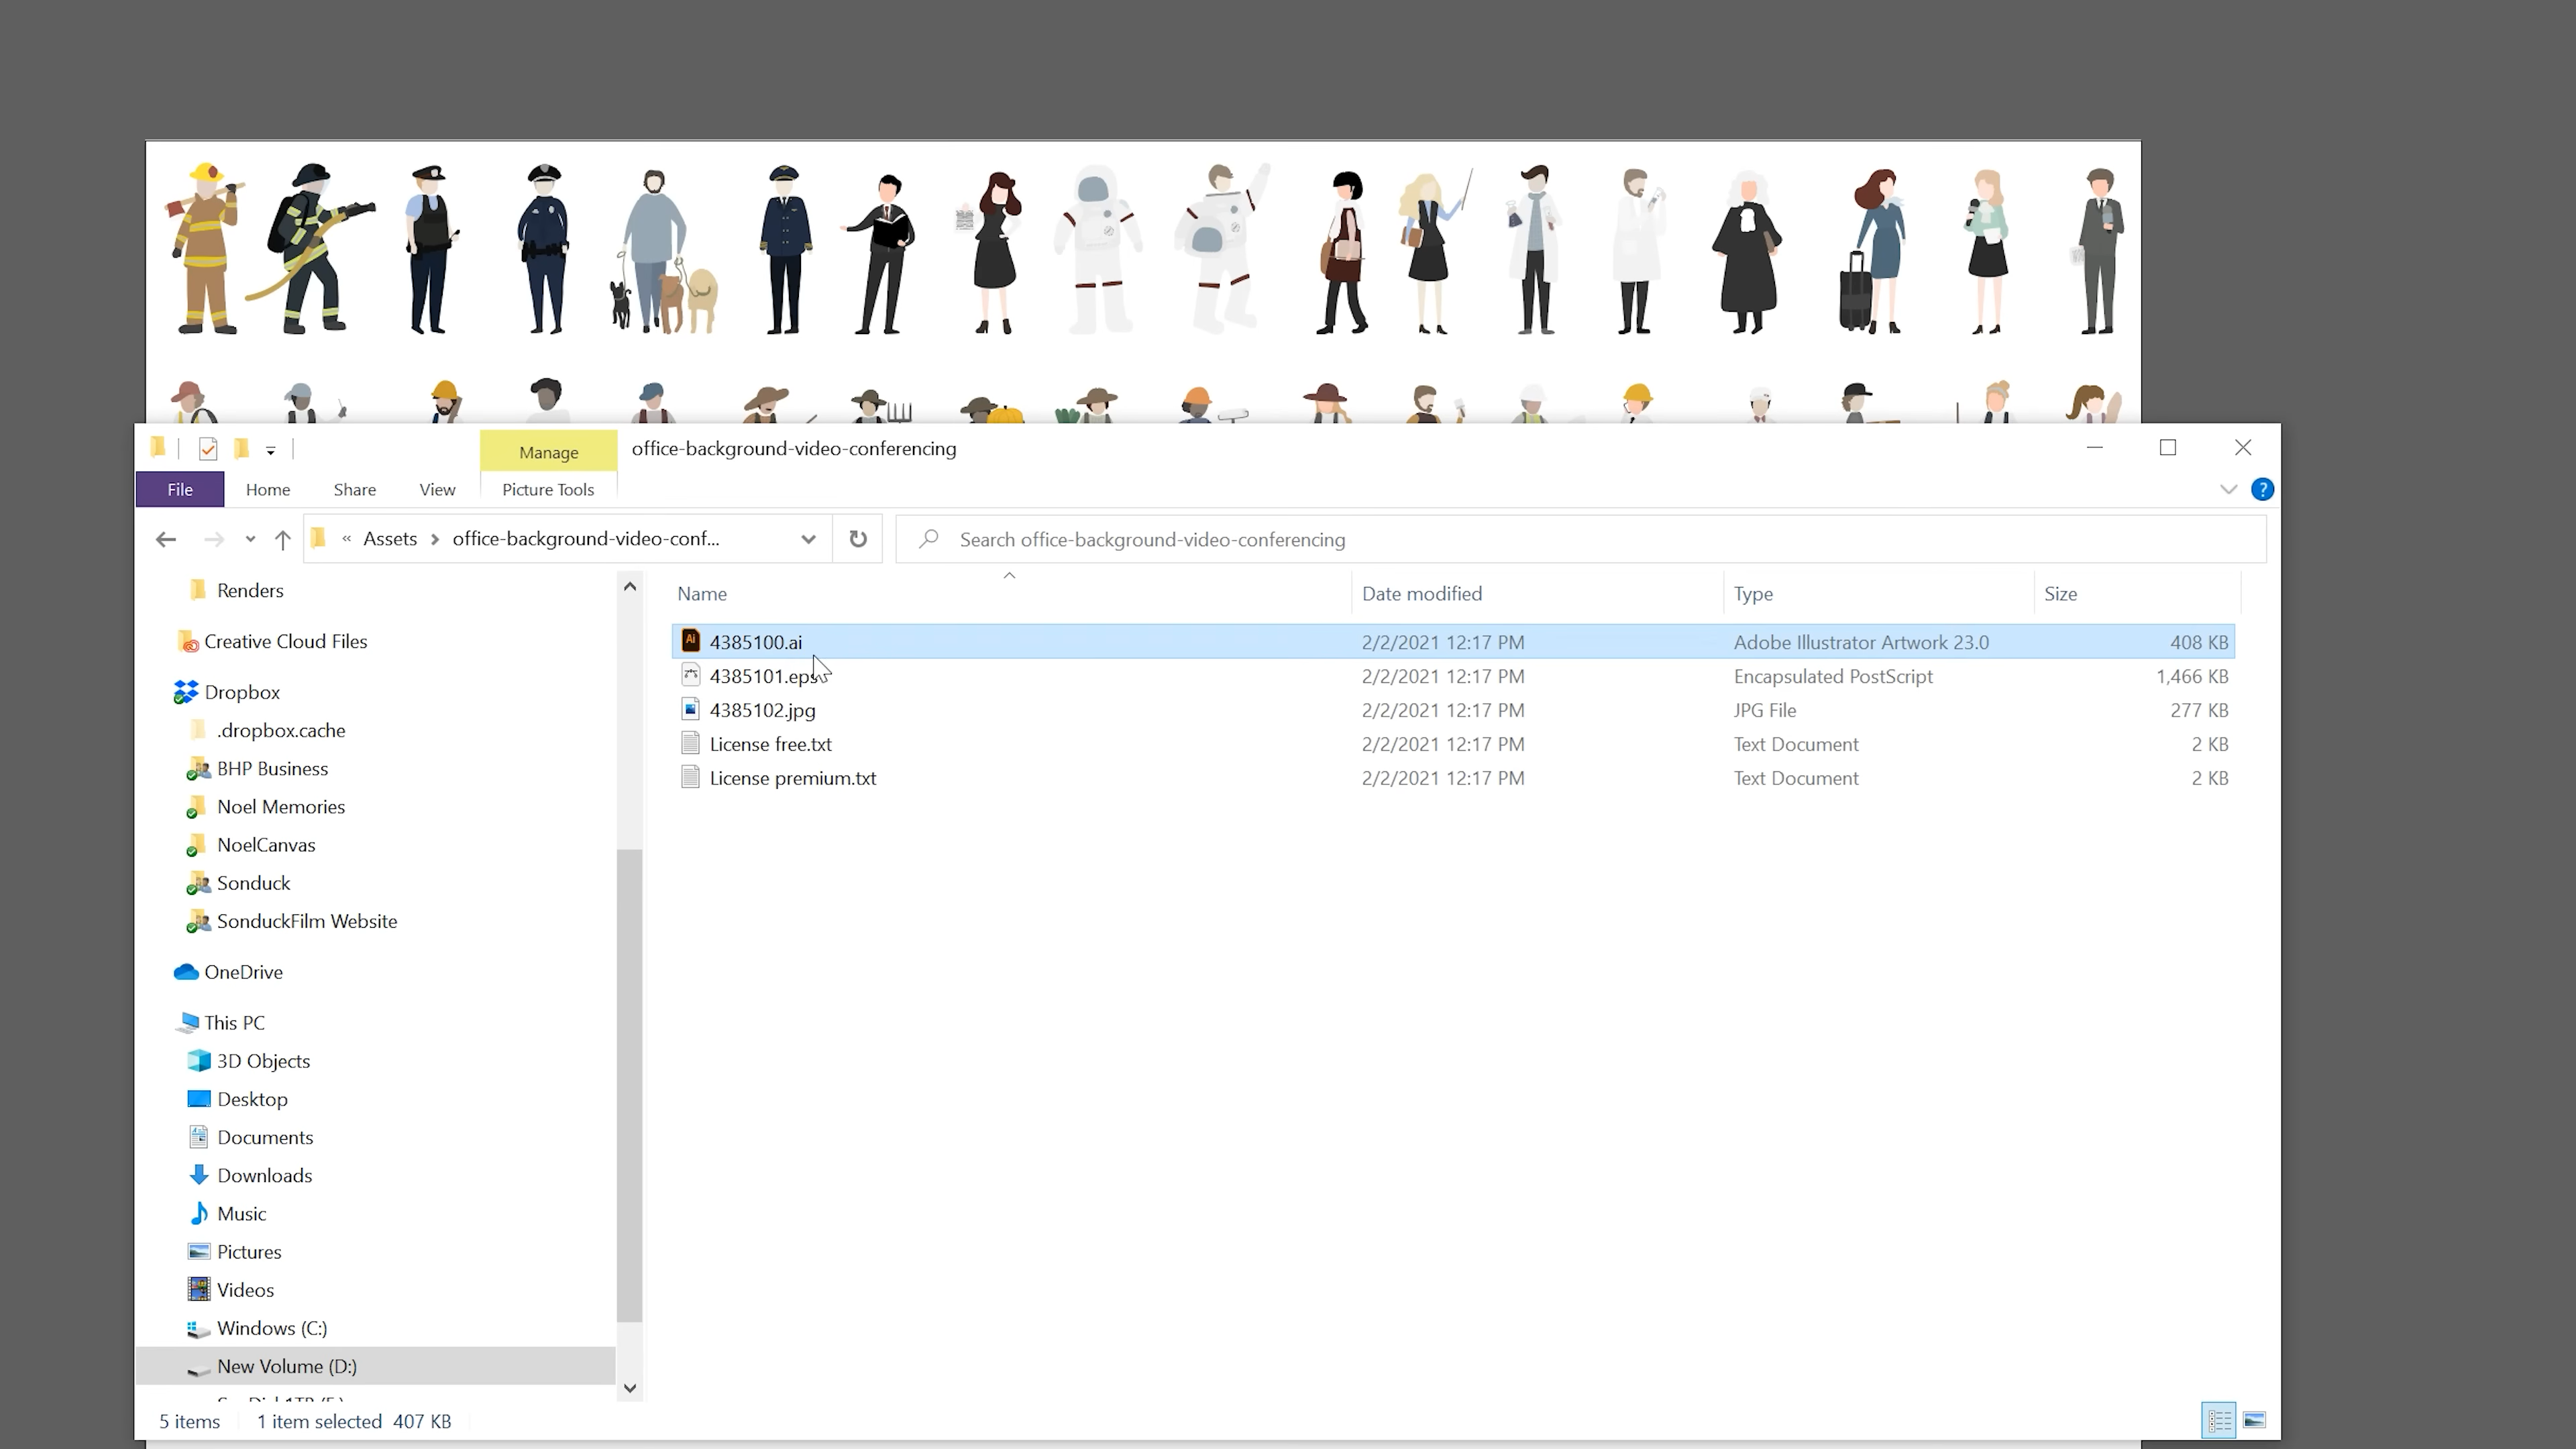 Manage
office-background-video-conferencing
File
Home
Share
View
Picture Tools
?
« Assets > office-background-video-conf...
Search office-background-video-conferencing
Name
Date modified
Type
Size
Ai 4385100.ai 2/2/2021 12:17 PM Adobe Illustrator Artwork 23.0 408 KB
4385101.eps 2/2/2021 12:17 PM Encapsulated PostScript 1,466 KB
4385102.jpg 2/2/2021 12:17 PM JPG File 277 KB
License free.txt 2/2/2021 12:17 PM Text Document 2 KB
License premium.txt 2/2/2021 12:17 PM Text Document 2 KB
Renders
Creative Cloud Files
Dropbox
.dropbox.cache
BHP Business
Noel Memories
NoelCanvas
Sonduck
SonduckFilm Website
OneDrive
This PC
3D Objects
Desktop
Documents
Downloads
Music
Pictures
Videos
Windows (C:)
New Volume (D:)
5 items
1 item selected 407 KB